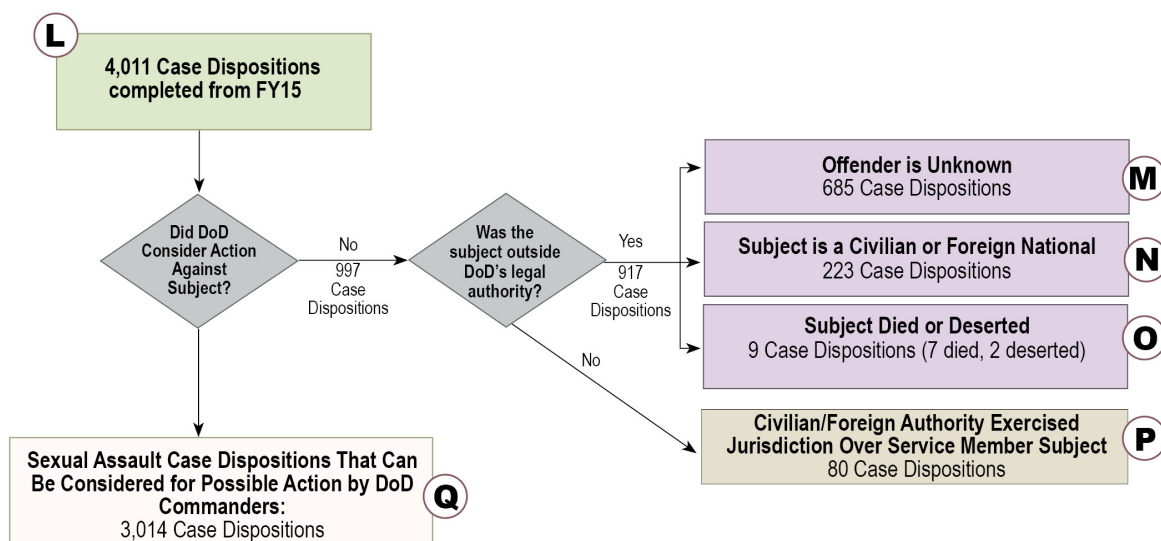 L
4,011 Case Dispositions
completed from FY15
Did DoD
Consider Action
Against
Subject?
No
997
Case
Dispositions
Was the
subject outside
DoD's legal
authority?
Yes
917
Case
Dispositions
No
Offender is Unknown
685 Case Dispositions
M
Subject is a Civilian or Foreign National
223 Case Dispositions
N
Subject Died or Deserted
9 Case Dispositions (7 died, 2 deserted)
O
Civilian/Foreign Authority Exercised
Jurisdiction Over Service Member Subject
80 Case Dispositions
P
Sexual Assault Case Dispositions That Can
Be Considered for Possible Action by DoD
Commanders:
3,014 Case Dispositions
Q